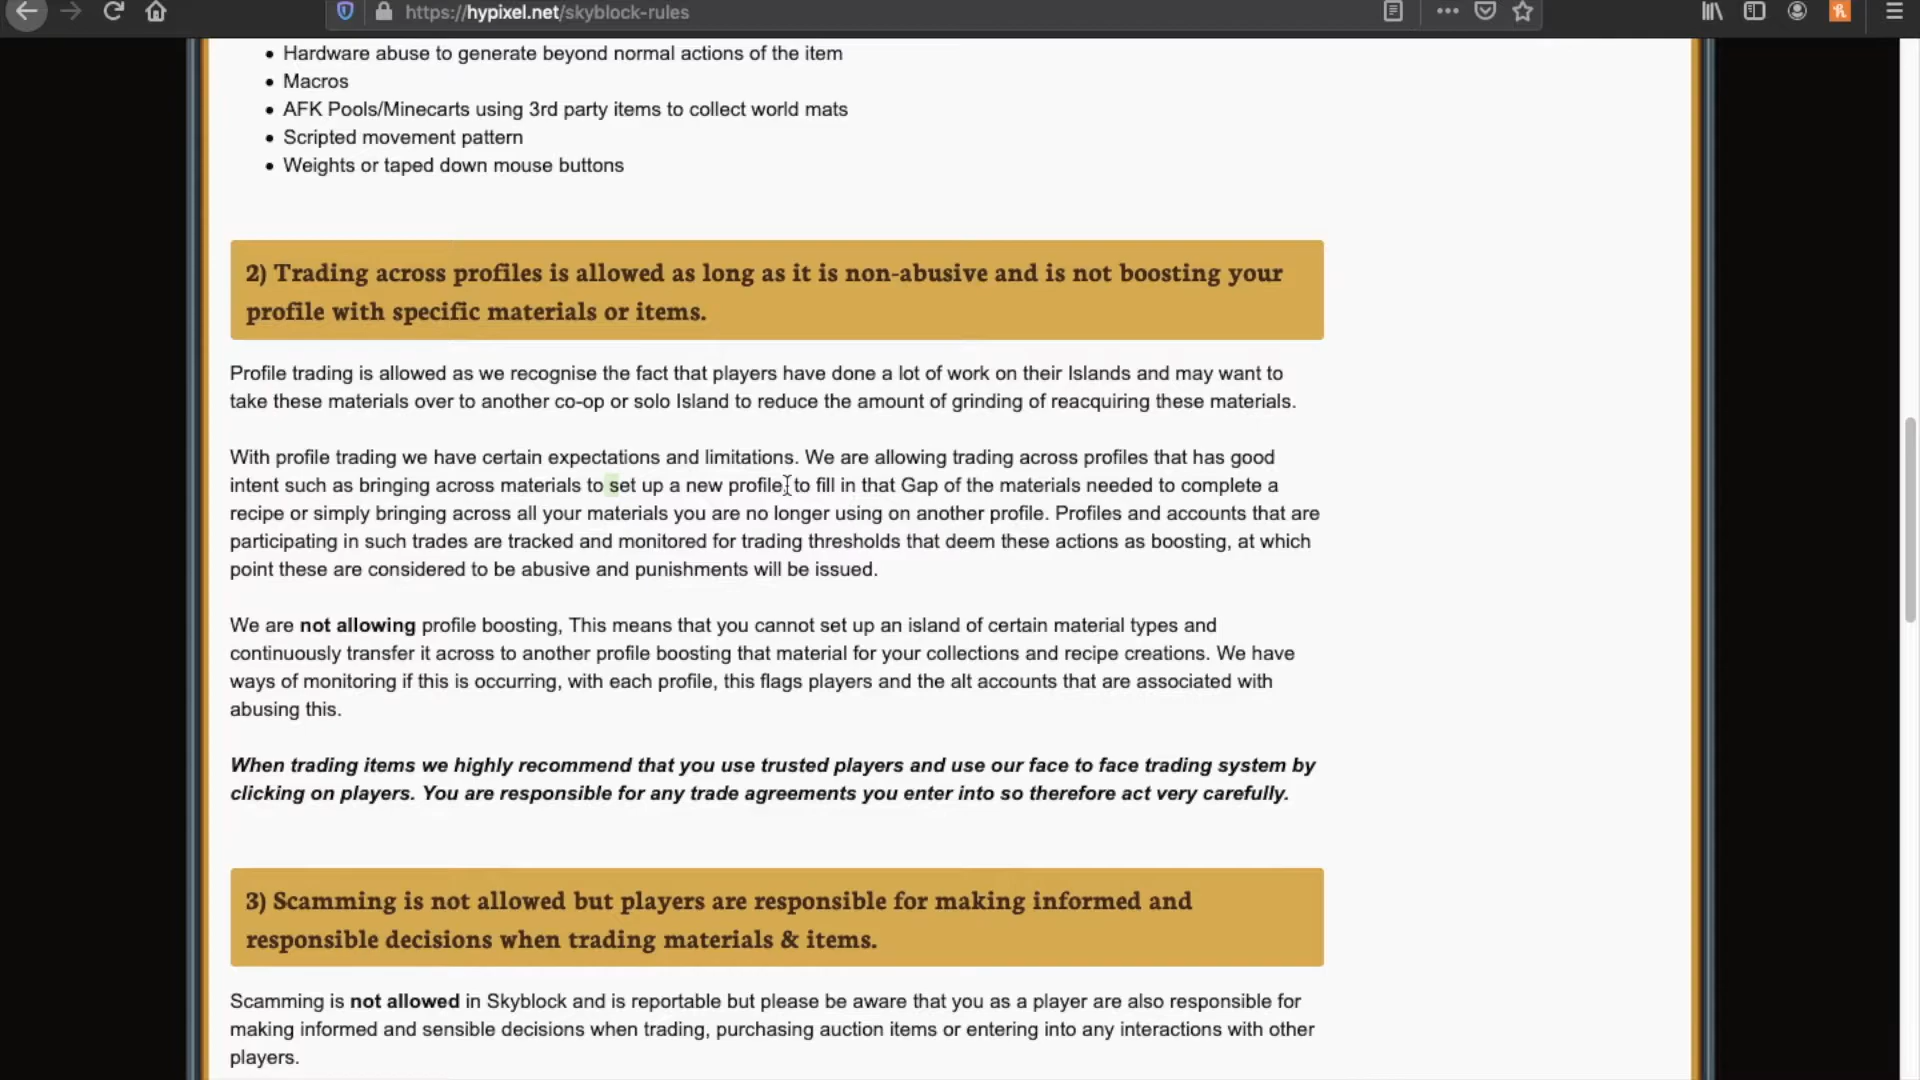 https://hypixel.net/skyblock-rules
Hardware abuse to generate beyond normal actions of the item
Macros
AFK Pools/Minecarts using 3rd party items to collect world mats
Scripted movement pattern
Weights or taped down mouse buttons
2) Trading across profiles is allowed as long as it is non-abusive and is not boosting your
profile with specific materials or items.
Profile trading is allowed as we recognise the fact that players have done a lot of work on their Islands and may want to
take these materials over to another co-op or solo Island to reduce the amount of grinding of reacquiring these materials.
With profile trading we have certain expectations and limitations. We are allowing trading across profiles that has good
intent such as bringing across materials to set up a new profile, to fill in that Gap of the materials needed to complete a
recipe or simply bringing across all your materials you are no longer using on another profile. Profiles and accounts that are
participating in such trades are tracked and monitored for trading thresholds that deem these actions as boosting, at which
point these are considered to be abusive and punishments will be issued.
We are not allowing profile boosting, This means that you cannot set up an island of certain material types and
continuously transfer it across to another profile boosting that material for your collections and recipe creations. We have
ways of monitoring if this is occurring, with each profile, this flags players and the alt accounts that are associated with
abusing this.
When trading items we highly recommend that you use trusted players and use our face to face trading system by
clicking on players. You are responsible for any trade agreements you enter into so therefore act very carefully.
3) Scamming is not allowed but players are responsible for making informed and
responsible decisions when trading materials & items.
Scamming is not allowed in Skyblock and is reportable but please be aware that you as a player are also responsible for
making informed and sensible decisions when trading, purchasing auction items or entering into any interactions with other
players.